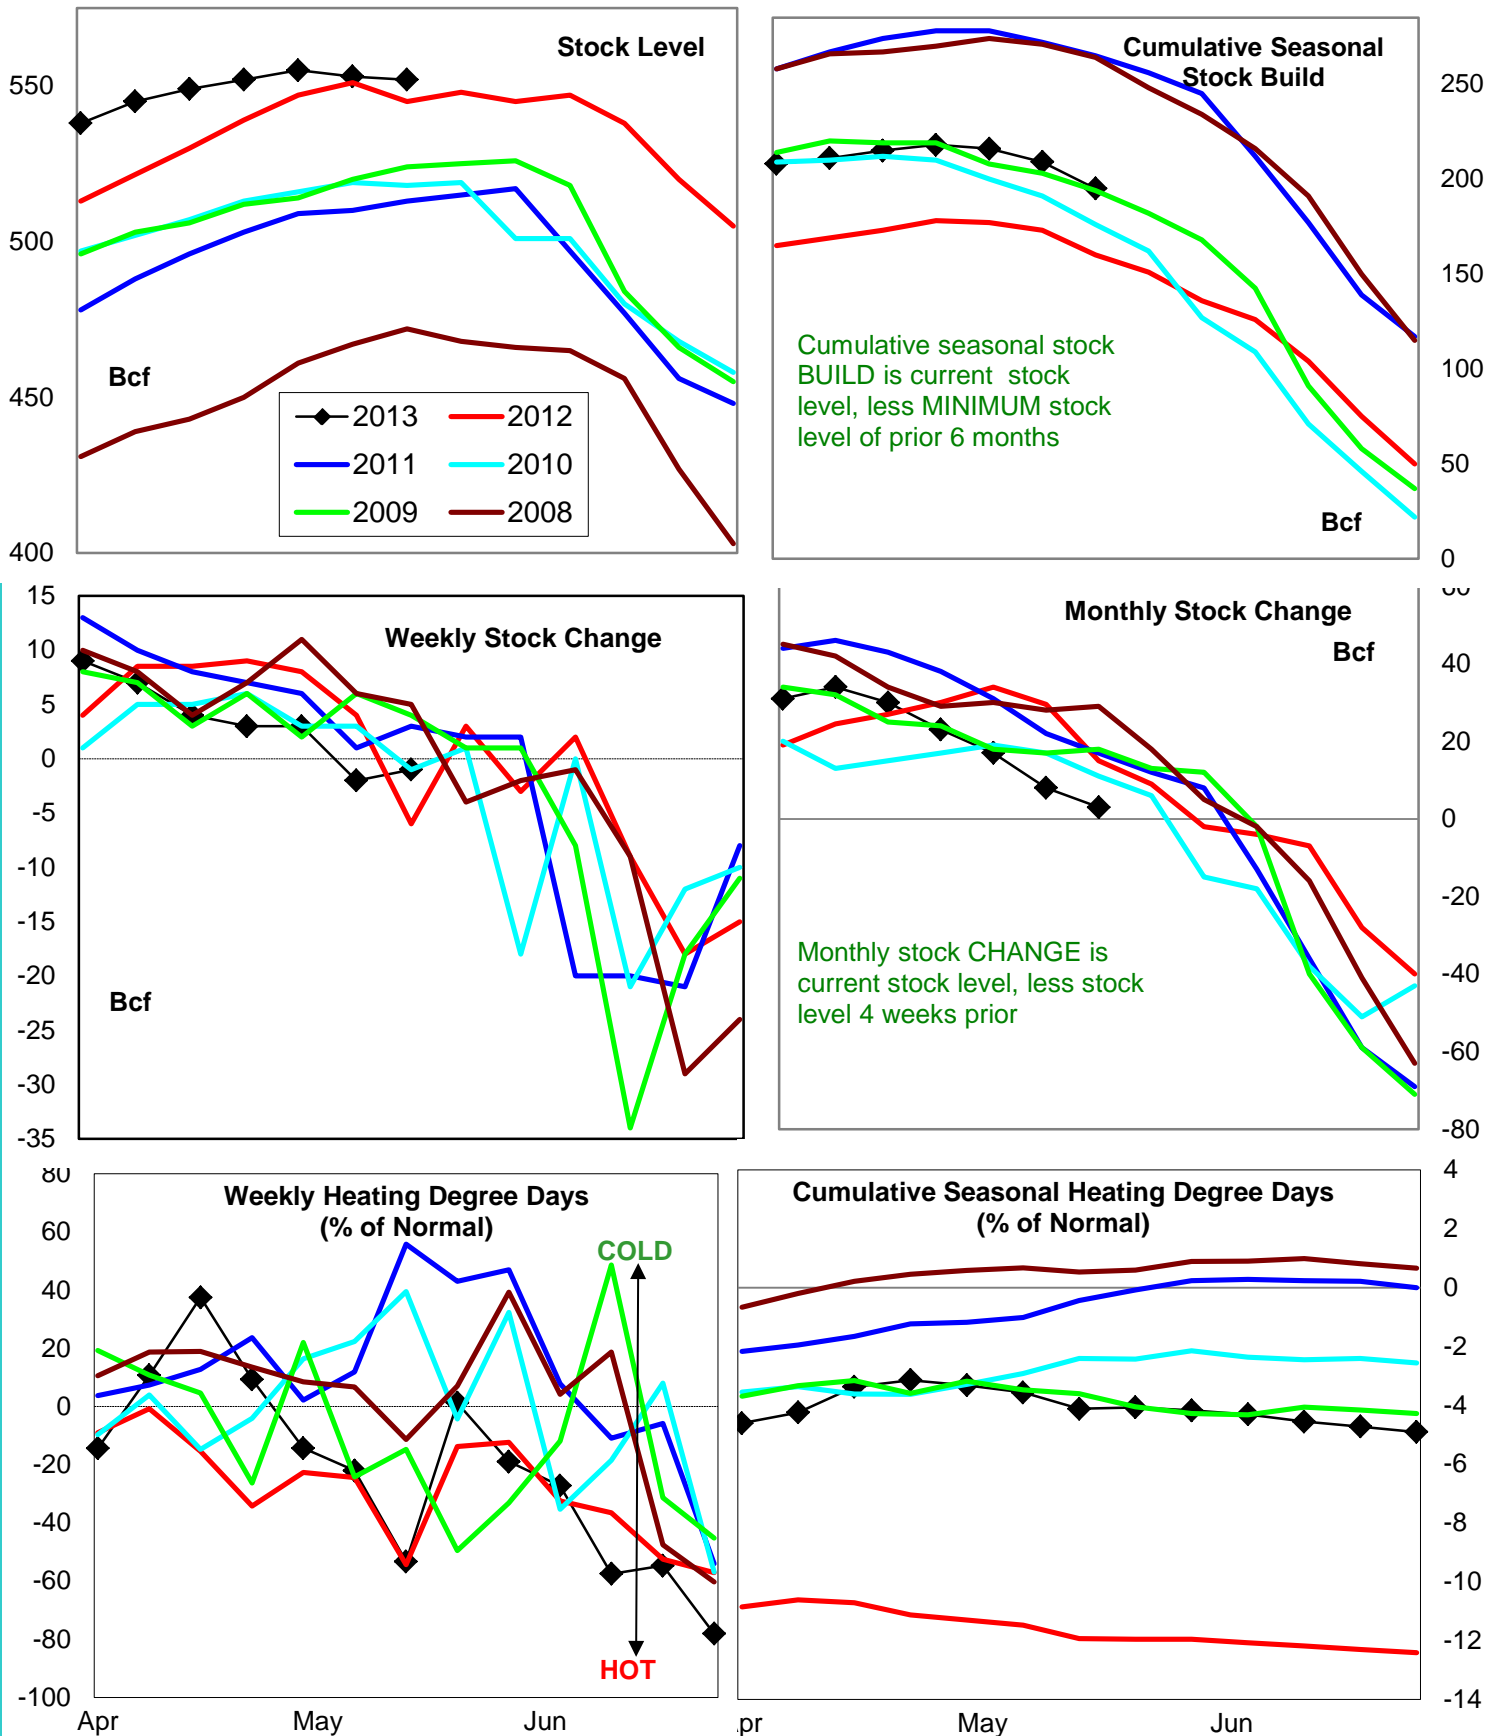 Stock Level
550
500
450
400
Bcf
2013
2012
2011
2010
2009
2008
Cumulative Seasonal
Stock Build
250
200
150
100
50
0
Cumulative seasonal stock
BUILD is current stock
level, less MINIMUM stock
level of prior 6 months
Bcf
Weekly Stock Change
15
10
5
0
-5
-10
-15
-20
-25
-30
-35
Bcf
Monthly Stock Change
Bcf
60
40
20
0
-20
-40
-60
-80
Monthly stock CHANGE is
current stock level, less stock
level 4 weeks prior
Weekly Heating Degree Days
(% of Normal)
80
60
40
20
0
-20
-40
-60
-80
-100
COLD
HOT
Apr
May
Jun
Cumulative Seasonal Heating Degree Days
(% of Normal)
4
2
0
-2
-4
-6
-8
-10
-12
-14
Apr
May
Jun